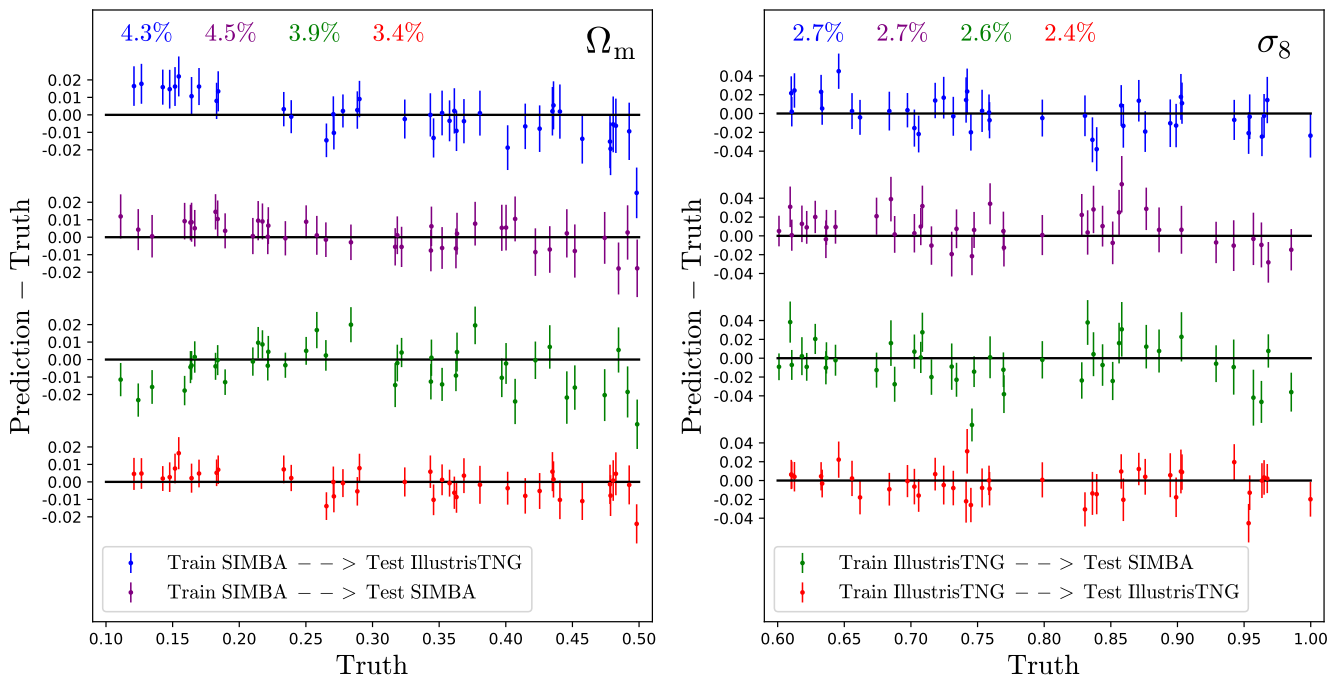 4.3% 4.5% 3.9% 3.4%
Ωm
0.02
0.01
0.00
-0.01
-0.02
0.02
0.01
0.00
-0.01
-0.02
0.02
0.01
0.00
-0.01
-0.02
0.02
0.01
0.00
-0.01
-0.02
Prediction − Truth
Train SIMBA −−> Test IllustrisTNG
Train SIMBA −−> Test SIMBA
0.10 0.15 0.20 0.25 0.30 0.35 0.40 0.45 0.50
Truth
2.7% 2.7% 2.6% 2.4%
σ8
0.04
0.02
0.00
-0.02
-0.04
0.04
0.02
0.00
-0.02
-0.04
0.04
0.02
0.00
-0.02
-0.04
0.04
0.02
0.00
-0.02
-0.04
Prediction − Truth
Train IllustrisTNG −−> Test SIMBA
Train IllustrisTNG −−> Test IllustrisTNG
0.60 0.65 0.70 0.75 0.80 0.85 0.90 0.95 1.00
Truth